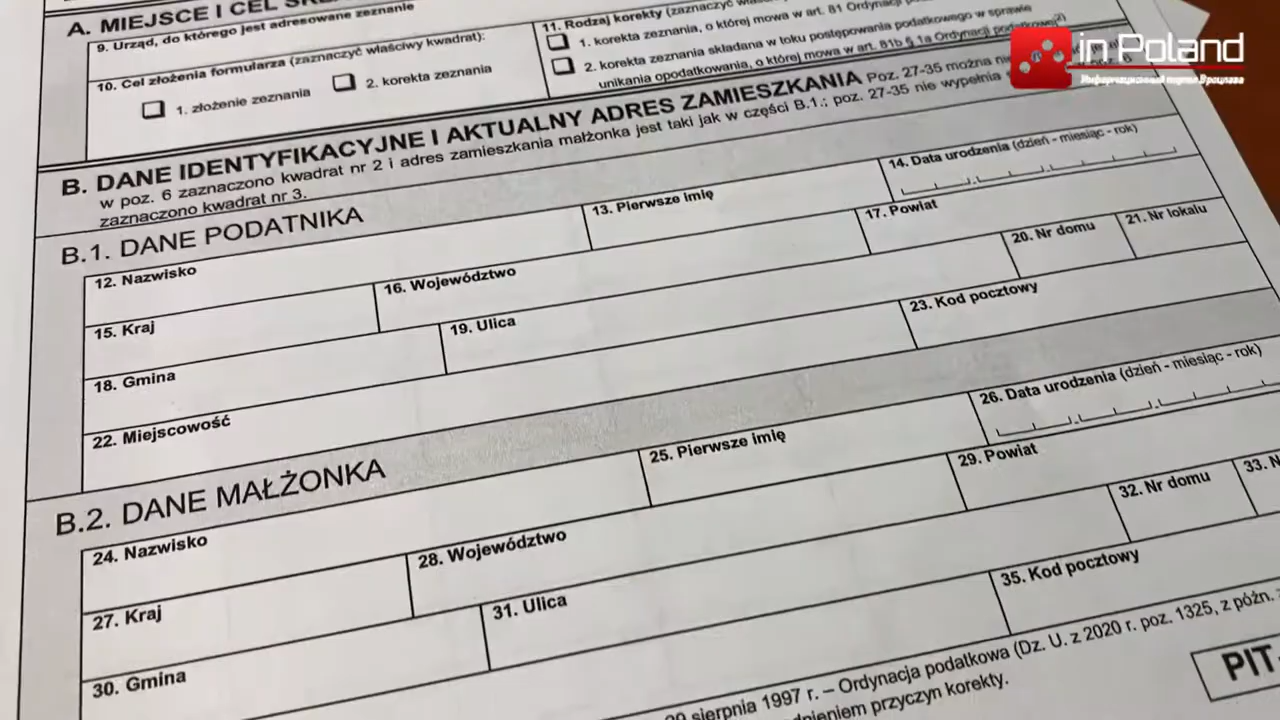 A. MIEJSCE I CEL
9. Urząd, do którego jest adresowane zeznanie
10. Cel złożenia formularza (zaznaczyć właściwy kwadrat):
1. złożenie zeznania
2. korekta zeznania
11. Rodzaj korekty (zaznaczyć
1. korekta zeznania, o której mowa w art. 81 Ordynacji
2. korekta zeznania składana w toku postępowania podatkowego w sprawie
unikania opodatkowania, o której mowa w art. 81b § 1a Ordynacji podatkowej2)
B. DANE IDENTYFIKACYJNE I AKTUALNY ADRES ZAMIESZKANIA Poz. 27-35 można
w poz. 6 zaznaczono kwadrat nr 2 i adres zamieszkania małżonka jest taki jak w części B.1.; poz. 27-35 nie wypełnia
zaznaczono kwadrat nr 3.
B.1. DANE PODATNIKA
12. Nazwisko
13. Pierwsze imię
14. Data urodzenia (dzień - miesiąc - rok)
15. Kraj
16. Województwo
17. Powiat
18. Gmina
19. Ulica
20. Nr domu
21. Nr lokalu
22. Miejscowość
23. Kod pocztowy
B.2. DANE MAŁŻONKA
24. Nazwisko
25. Pierwsze imię
26. Data urodzenia (dzień - miesiąc - rok)
27. Kraj
28. Województwo
29. Powiat
30. Gmina
31. Ulica
32. Nr domu
33.
35. Kod pocztowy
sierpnia 1997 r. – Ordynacja podatkowa (Dz. U. z 2020 r. poz. 1325, z późn.
przyczyn korekty.
PIT-
in Poland
Информационный портал Вроцлава